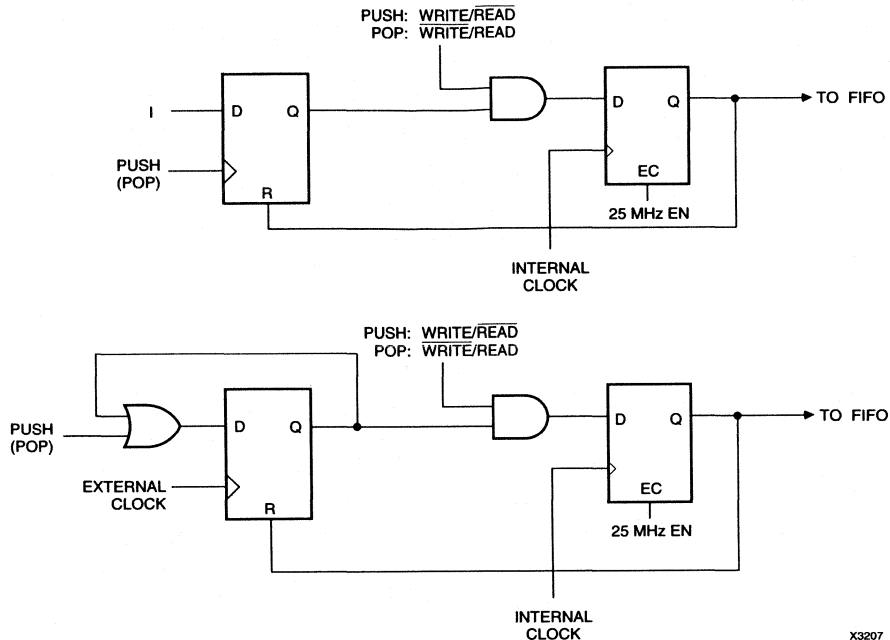 PUSH: WRITE/READ
POP: WRITE/READ
I
D
Q
D
Q
TO FIFO
PUSH
(POP)
R
EC
25 MHz EN
INTERNAL
CLOCK
PUSH: WRITE/READ
POP: WRITE/READ
PUSH
(POP)
D
Q
D
Q
TO FIFO
EXTERNAL
CLOCK
R
EC
25 MHz EN
INTERNAL
CLOCK
X3207